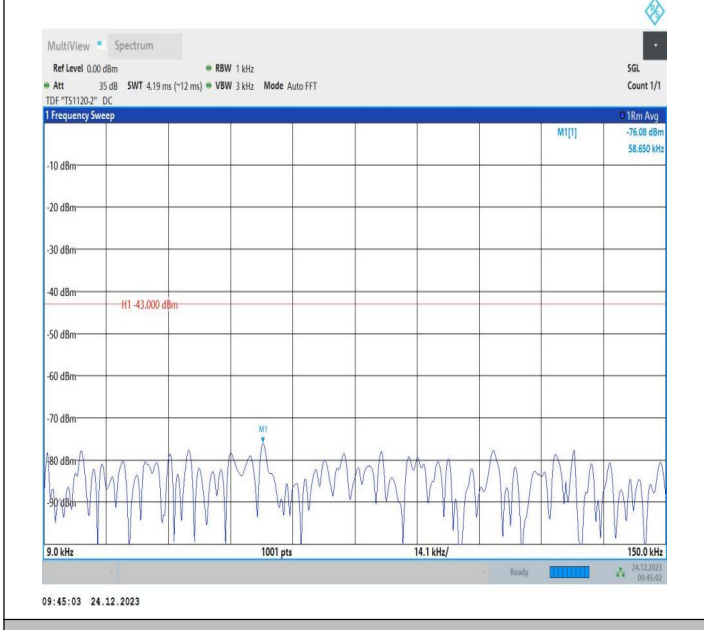 MultiView Spectrum
Ref Level 0.00 dBm RBW 1 kHz SGL
Att 35 dB SWT 4.19 ms (~12 ms) VBW 3 kHz Mode Auto FFT Count 1/1
TDF "TS1120-2" DC
1 Frequency Sweep 1Rm Avg
M1[1] -76.08 dBm
58.650 kHz
-10 dBm
-20 dBm
-30 dBm
-40 dBm
H1 -43.000 dBm
-50 dBm
-60 dBm
-70 dBm
M1
-80 dBm
-90 dBm
9.0 kHz 1001 pts 14.1 kHz/ 150.0 kHz
Ready 24.12.2023
09:45:02
09:45:03 24.12.2023